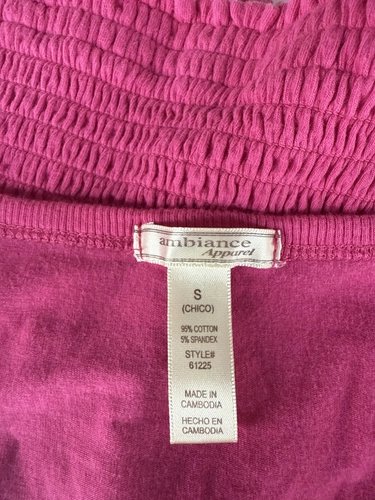 ambiance
Apparel
S
(CHICO)
95% COTTON
5% SPANDEX
STYLE#
61225
MADE IN
CAMBODIA
HECHO EN
CAMBODIA